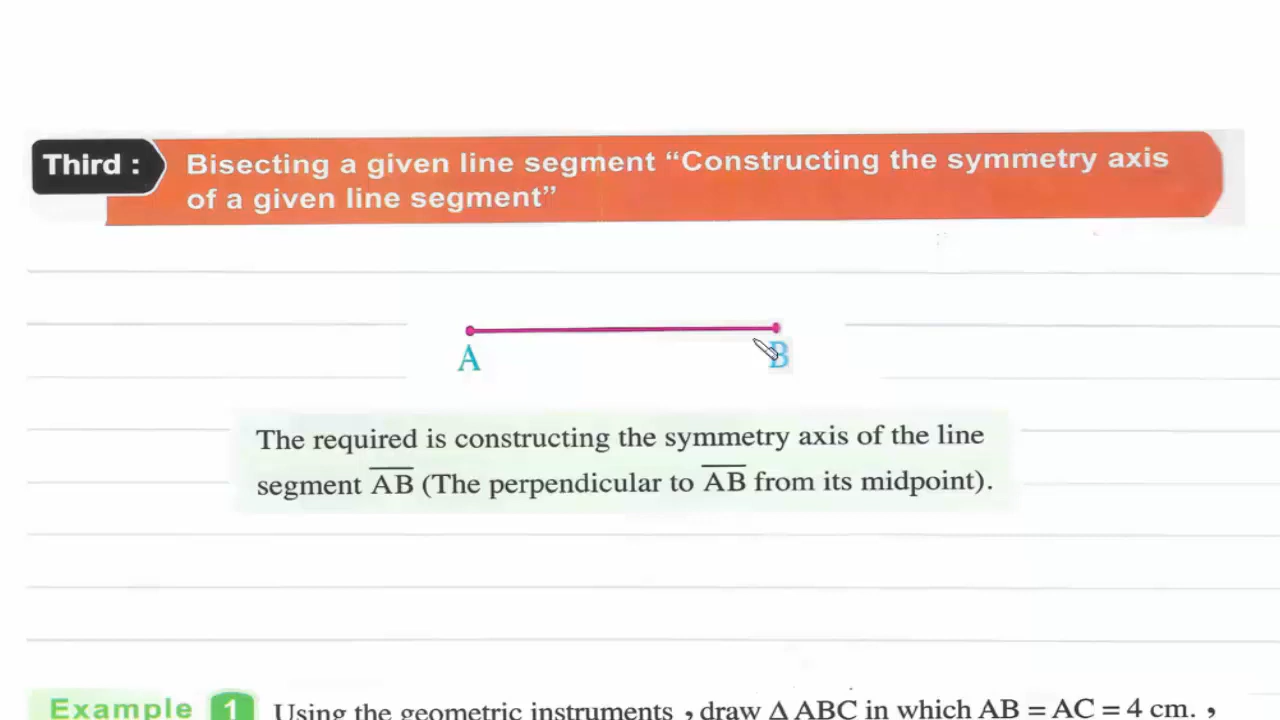 Third :
Bisecting a given line segment “Constructing the symmetry axis
of a given line segment”
A
B
The required is constructing the symmetry axis of the line
segment A̅B̅ (The perpendicular to A̅B̅ from its midpoint).
Example 1 Using the geometric instruments , draw Δ ABC in which AB = AC = 4 cm. ,